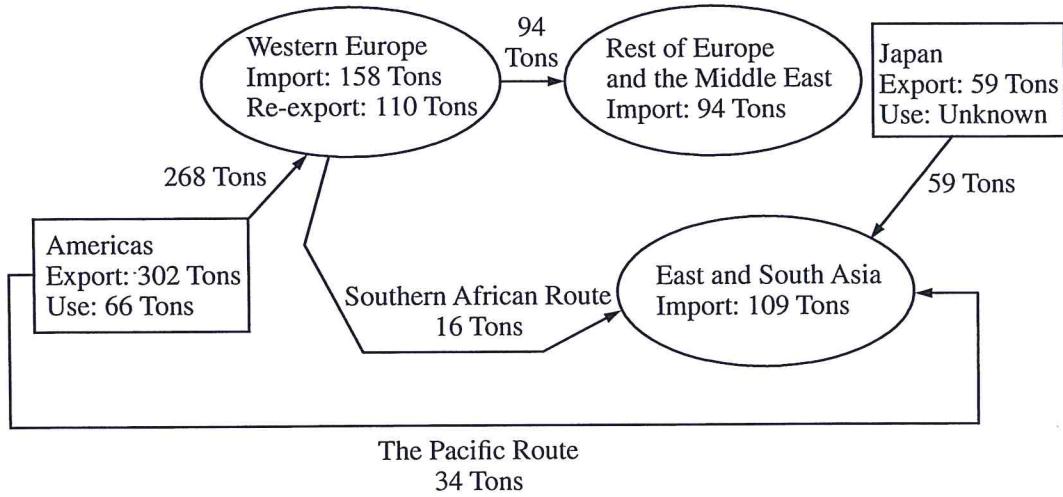 94
Tons
Western Europe
Import: 158 Tons
Re-export: 110 Tons
Rest of Europe
and the Middle East
Import: 94 Tons
Japan
Export: 59 Tons
Use: Unknown
268 Tons
59 Tons
Americas
Export: 302 Tons
Use: 66 Tons
Southern African Route
16 Tons
East and South Asia
Import: 109 Tons
The Pacific Route
34 Tons